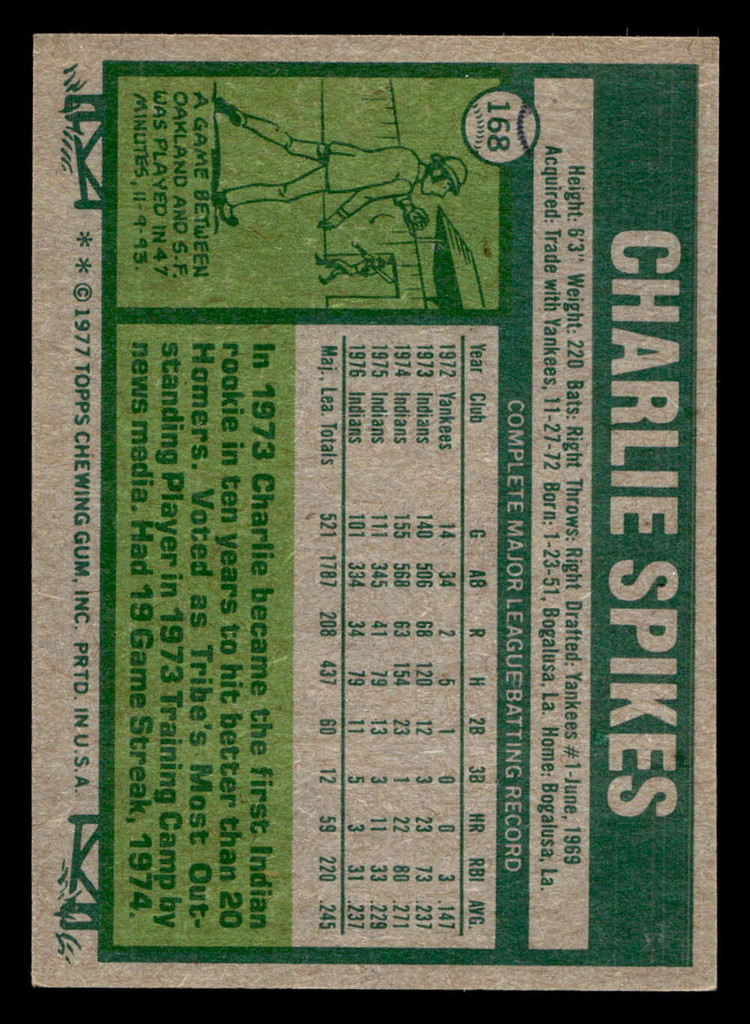 168
CHARLIE SPIKES
Height: 6'3" Weight: 220 Bats: Right Throws: Right Drafted: Yankees #1-June, 1969
Acquired: Trade with Yankees, 11-27-72 Born: 1-23-51, Bogalusa, La. Home: Bogalusa, La.
COMPLETE MAJOR LEAGUE BATTING RECORD
Year Club G AB R H 2B 3B HR RBI AVG.
1972 Yankees 14 34 2 5 1 0 0 3 .147
1973 Indians 140 506 68 120 12 3 23 73 .237
1974 Indians 155 568 63 154 23 1 22 80 .271
1975 Indians 111 345 41 79 13 3 11 33 .229
1976 Indians 101 334 34 79 11 5 3 31 .237
Maj. Lea. Totals 521 1787 208 437 60 12 59 220 .245
A GAME BETWEEN
OAKLAND AND S.F.
WAS PLAYED IN 47
MINUTES, 11-9-93.
In 1973 Charlie became the first Indian
rookie in ten years to hit better than 20
Homers. Voted as Tribe's Most Out-
standing Player in 1973 Training Camp by
news media. Had 19 Game Streak, 1974.
* * © 1977 TOPPS CHEWING GUM, INC. PRTD. IN U.S.A.